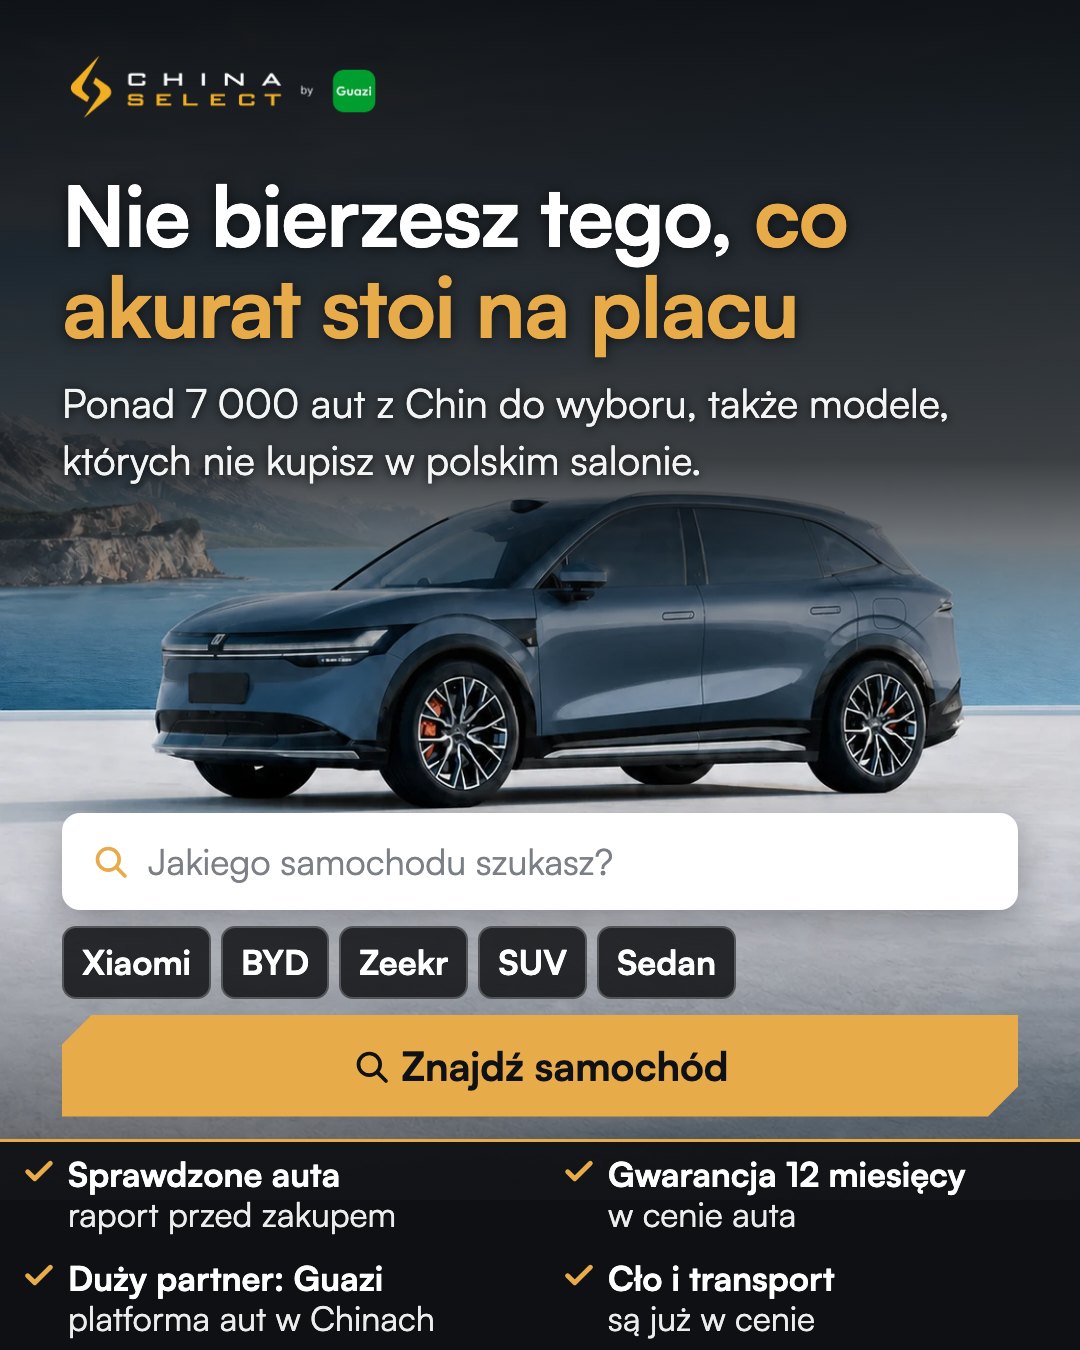 CHINA
SELECT by Guazi
Nie bierzesz tego, co
akurat stoi na placu
Ponad 7 000 aut z Chin do wyboru, także modele,
których nie kupisz w polskim salonie.
Jakiego samochodu szukasz?
Xiaomi BYD Zeekr SUV Sedan
Znajdź samochód
Sprawdzone auta
raport przed zakupem
Gwarancja 12 miesięcy
w cenie auta
Duży partner: Guazi
platforma aut w Chinach
Cło i transport
są już w cenie